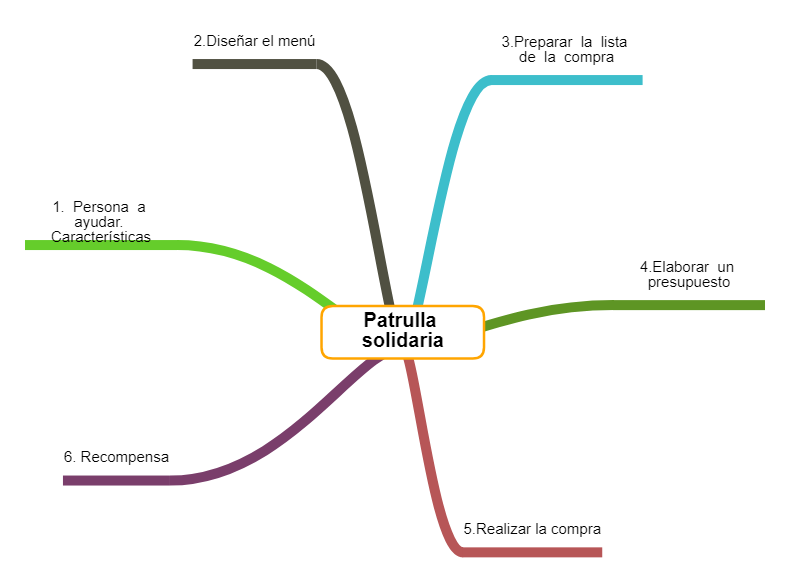 2.Diseñar el menú
3.Preparar la lista
de la compra
1. Persona a
ayudar.
Características
4.Elaborar un
presupuesto
Patrulla
solidaria
6. Recompensa
5.Realizar la compra